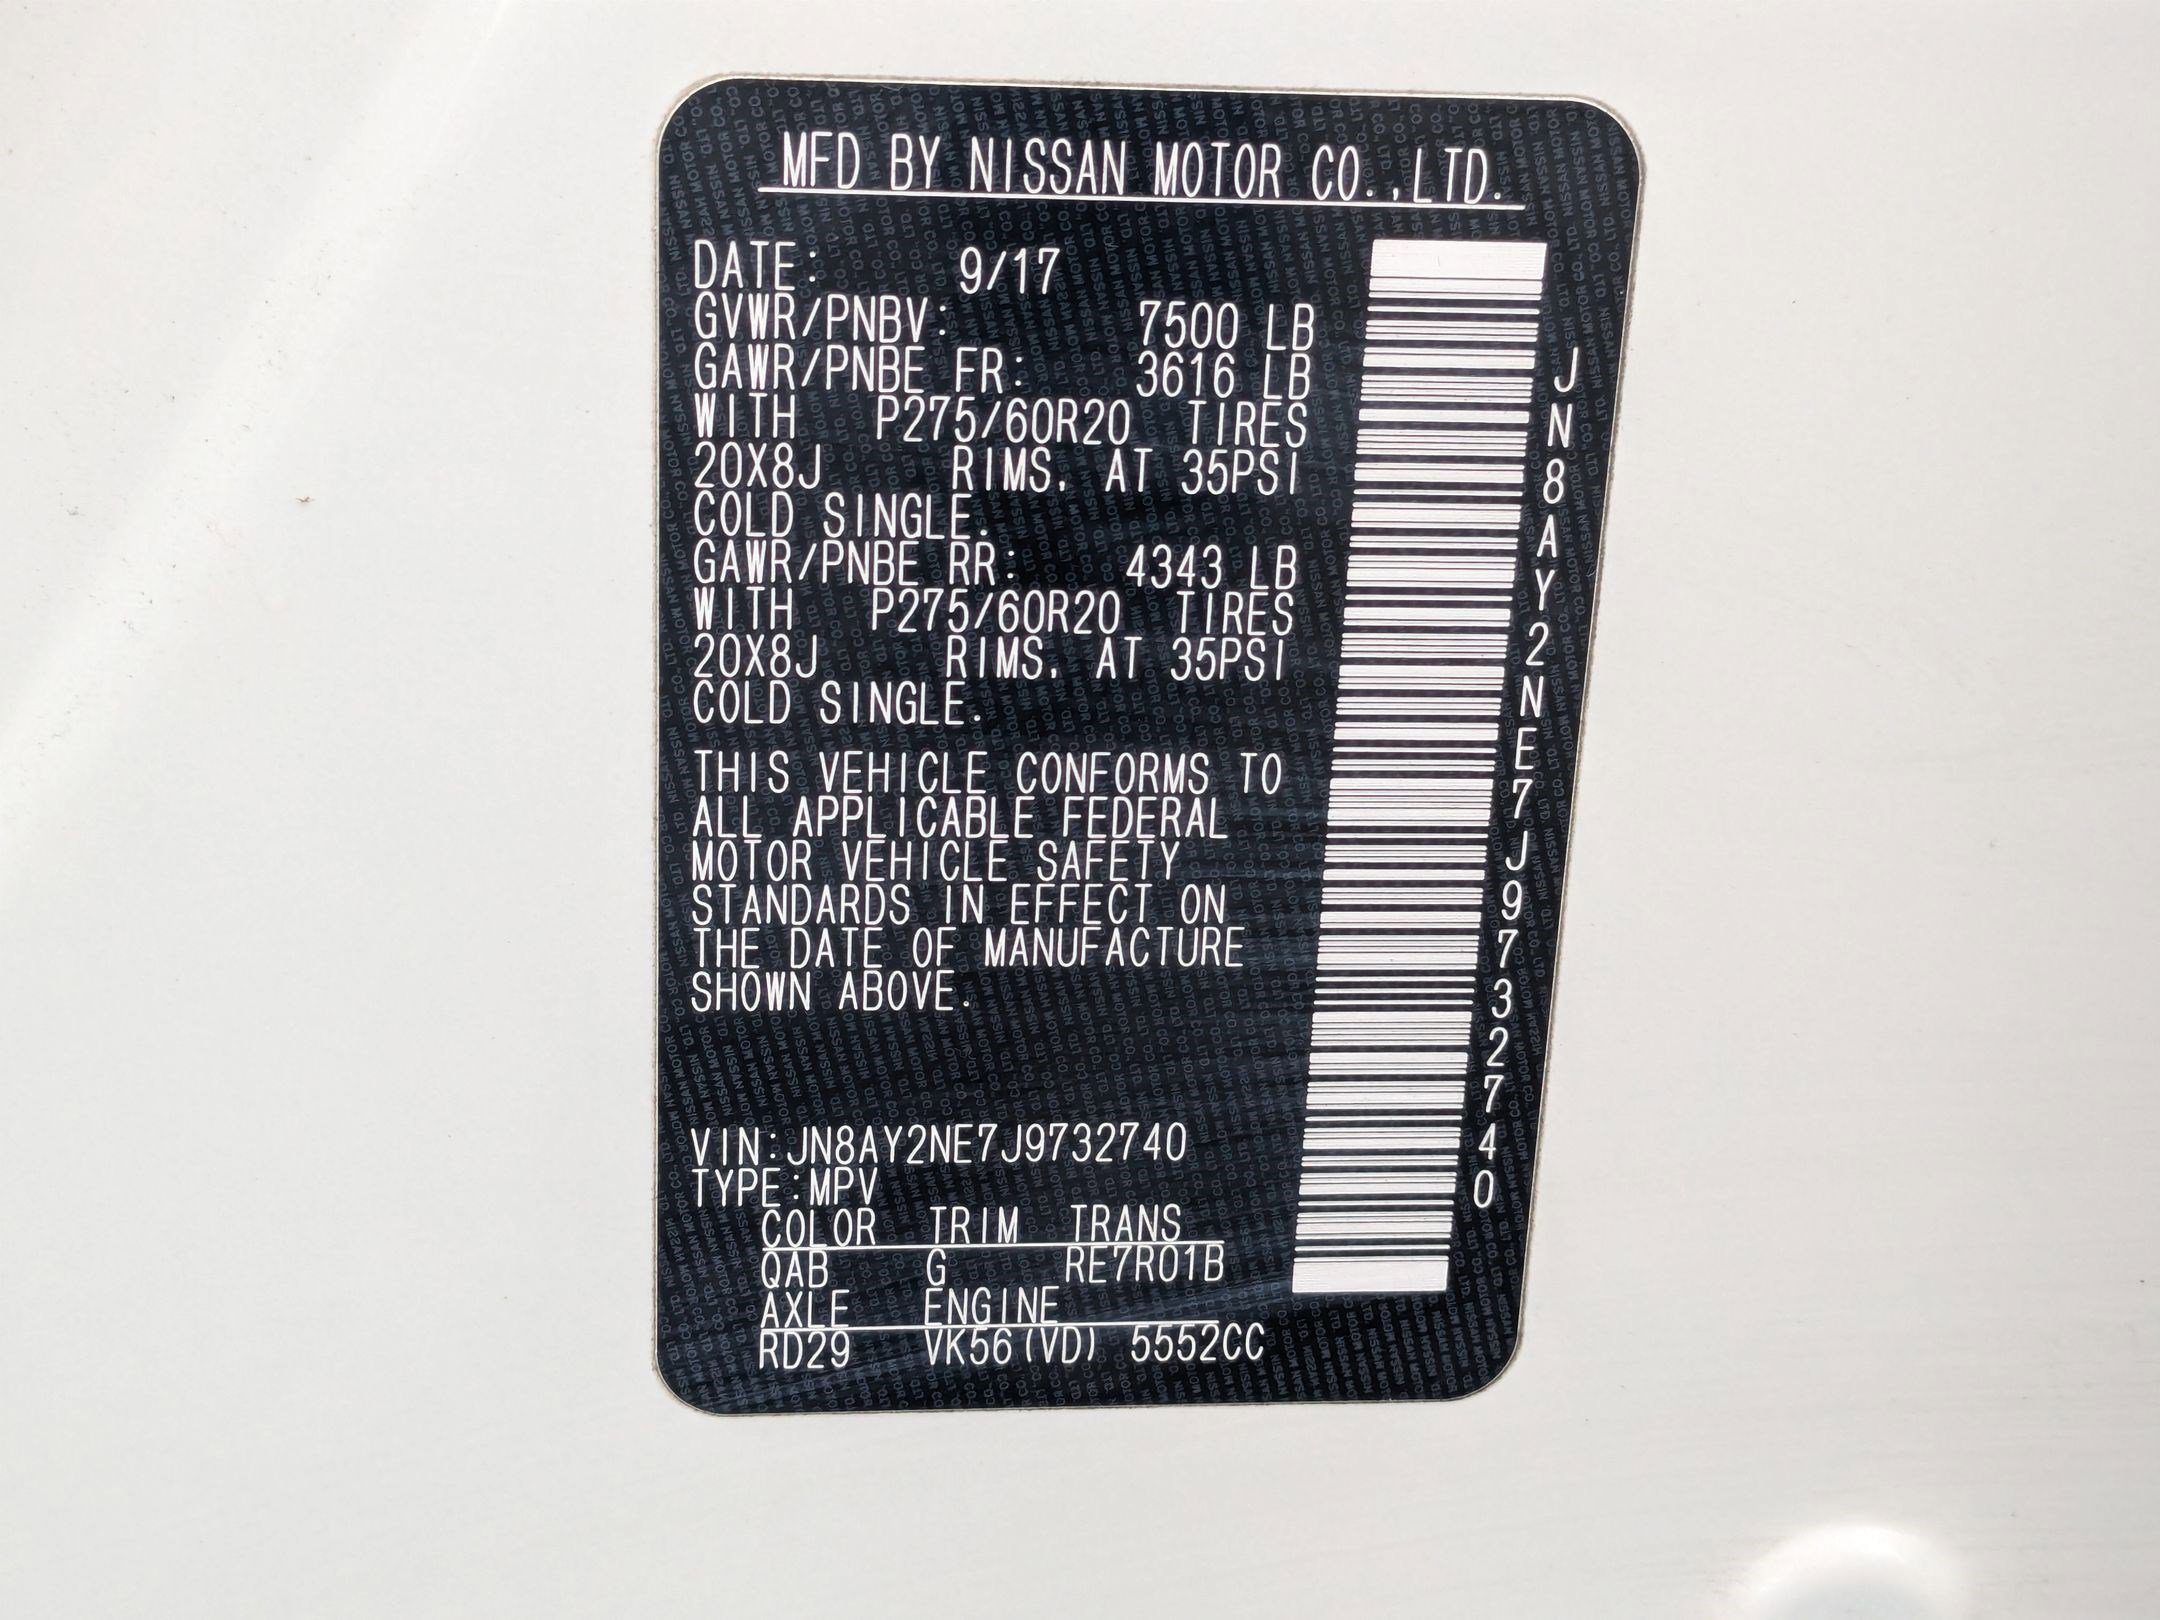 MFD BY NISSAN MOTOR CO.,LTD.
DATE: 9/17
GVWR/PNBV: 7500 LB
GAWR/PNBE FR: 3616 LB
WITH P275/60R20 TIRES
20X8J RIMS, AT 35PSI
COLD SINGLE.
GAWR/PNBE RR: 4343 LB
WITH P275/60R20 TIRES
20X8J RIMS, AT 35PSI
COLD SINGLE.
THIS VEHICLE CONFORMS TO
ALL APPLICABLE FEDERAL
MOTOR VEHICLE SAFETY
STANDARDS IN EFFECT ON
THE DATE OF MANUFACTURE
SHOWN ABOVE.
VIN:JN8AY2NE7J9732740
TYPE:MPV
COLOR TRIM TRANS
QAB G RE7R01B
AXLE ENGINE
RD29 VK56(VD) 5552CC
JN8AY2NE7J9732740